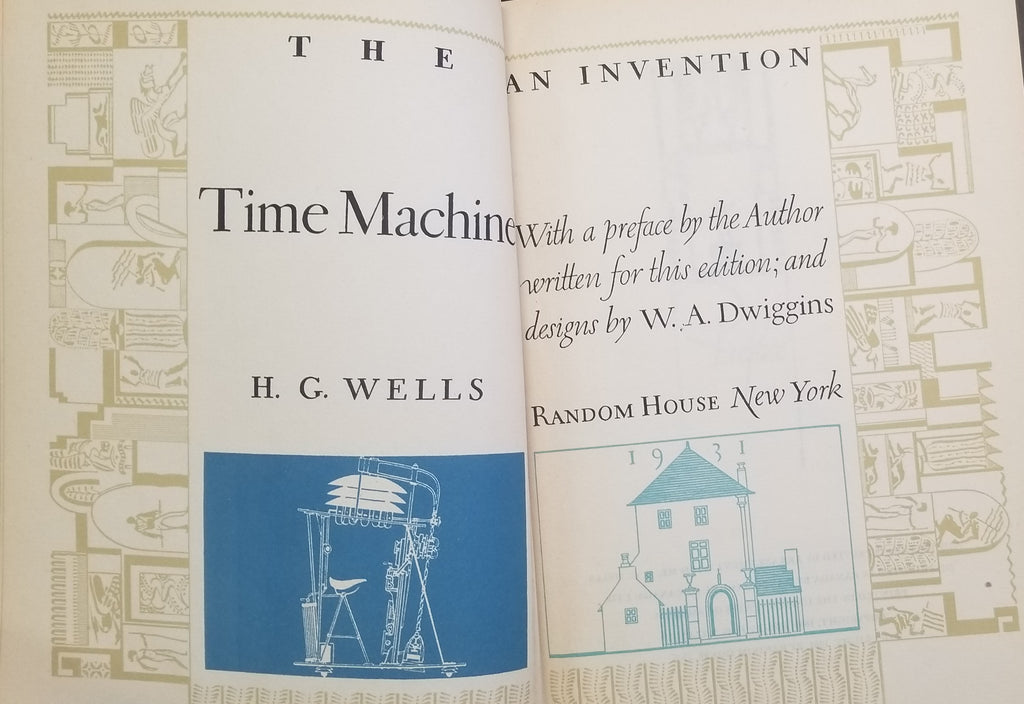 THE
Time Machine
H. G. WELLS
AN INVENTION
With a preface by the Author
written for this edition; and
designs by W. A. Dwiggins
RANDOM HOUSE New York
1931